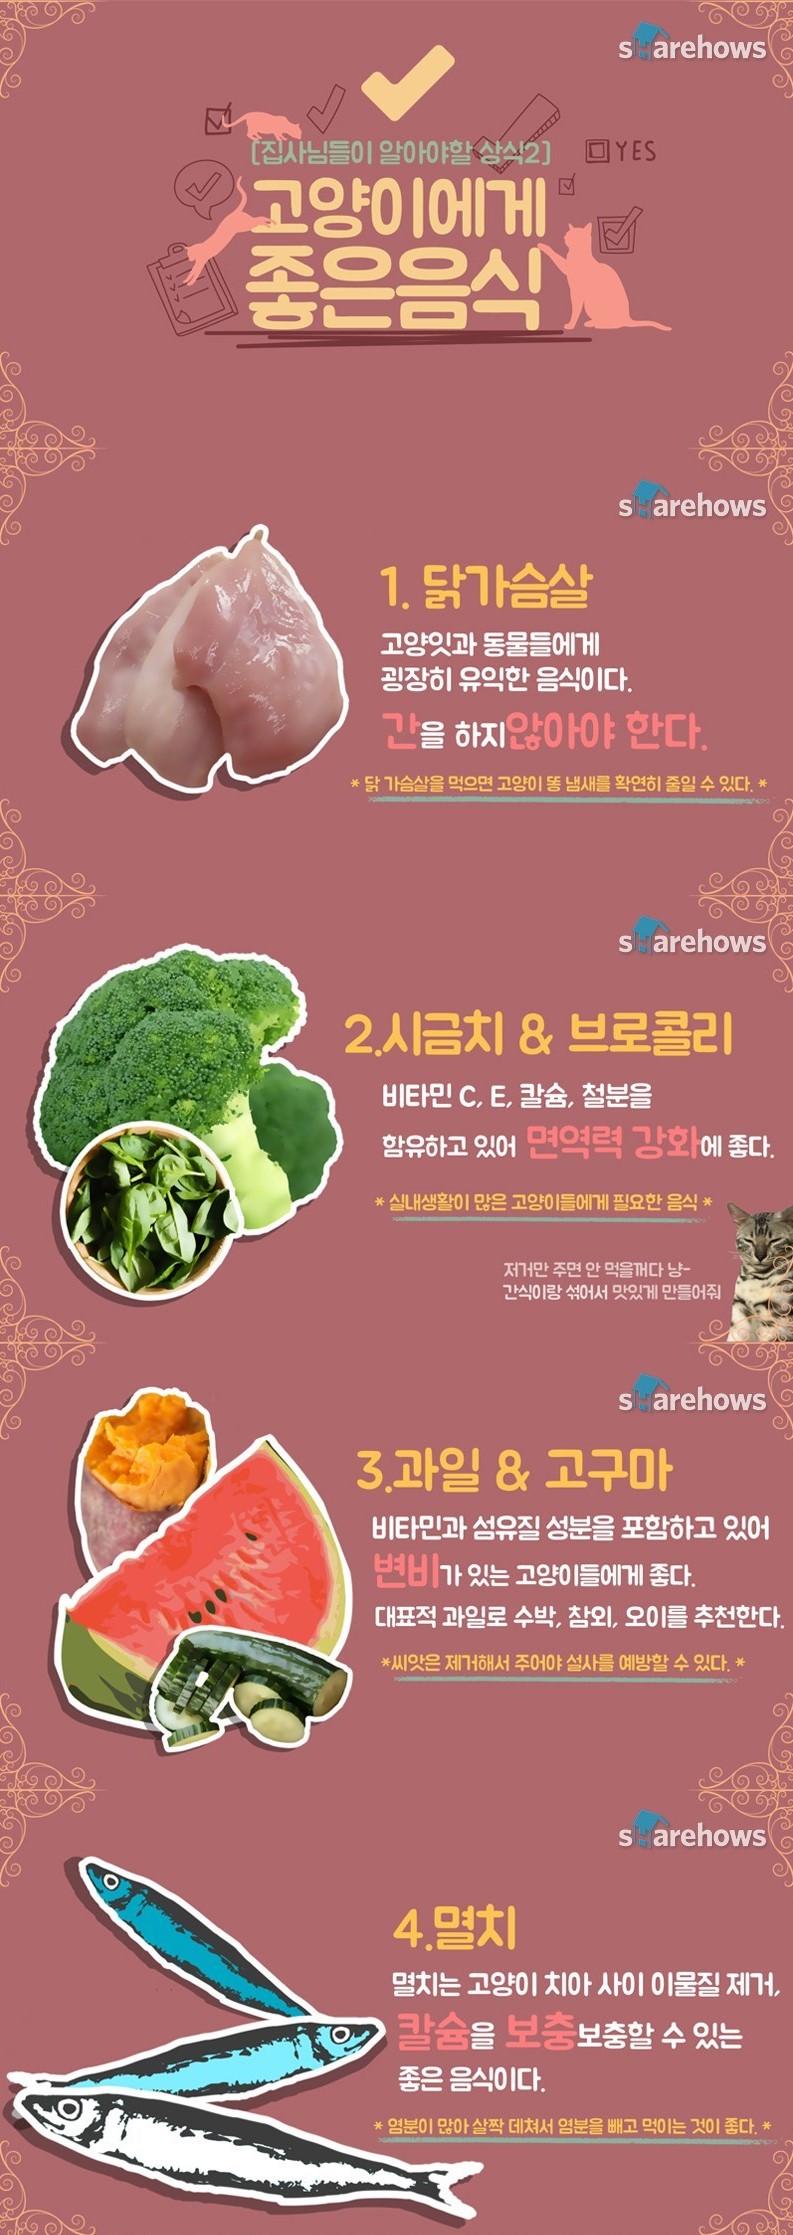 sharehows
[집사님들이 알아야할 상식2]
YES
고양이에게
좋은음식
sharehows
1. 닭가슴살
고양잇과 동물들에게
굉장히 유익한 음식이다.
간을 하지않아야 한다.
* 닭 가슴살을 먹으면 고양이 똥 냄새를 확연히 줄일 수 있다. *
sharehows
2.시금치 & 브로콜리
비타민 C, E, 칼슘, 철분을
함유하고 있어 면역력 강화에 좋다.
* 실내생활이 많은 고양이들에게 필요한 음식 *
저거만 주면 안 먹을꺼다 냥~
간식이랑 섞어서 맛있게 만들어줘
sharehows
3.과일 & 고구마
비타민과 섬유질 성분을 포함하고 있어
변비가 있는 고양이들에게 좋다.
대표적 과일로 수박, 참외, 오이를 추천한다.
*씨앗은 제거해서 주어야 설사를 예방할 수 있다. *
sharehows
4.멸치
멸치는 고양이 치아 사이 이물질 제거,
칼슘을 보충보충할 수 있는
좋은 음식이다.
* 염분이 많아 살짝 데쳐서 염분을 빼고 먹이는 것이 좋다. *